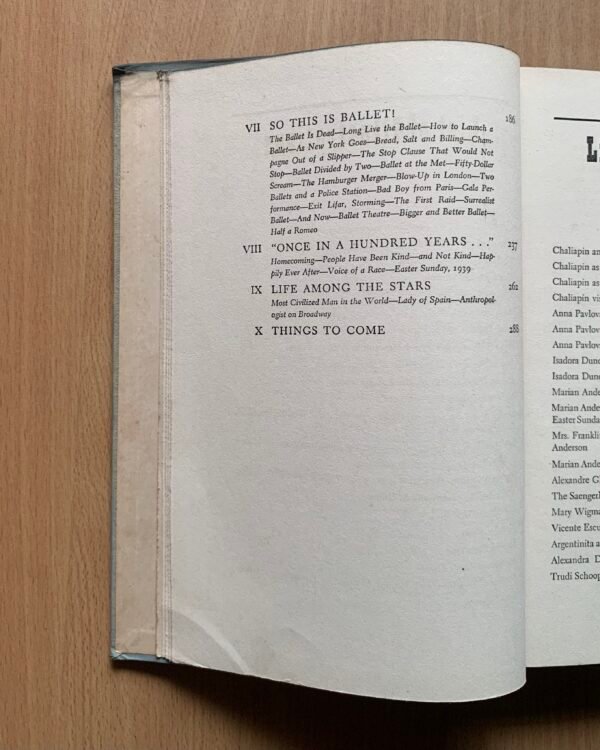 VII SO THIS IS BALLET! 186
The Ballet Is Dead—Long Live the Ballet—How to Launch a
Ballet—As New York Goes—Bread, Salt and Billing—Cham-
pagne Out of a Slipper—The Stop Clause That Would Not
Stop—Ballet Divided by Two—Ballet at the Met—Fifty-Dollar
Scream—The Hamburger Merger—Blow-Up in London—Two
Ballets and a Police Station—Bad Boy from Paris—Gala Per-
formance—Exit Lifar, Storming—The First Raid—Surrealist
Ballet—And Now—Ballet Theatre—Bigger and Better Ballet—
Half a Romeo
VIII "ONCE IN A HUNDRED YEARS . . ." 237
Homecoming—People Have Been Kind—and Not Kind—Hap-
pily Ever After—Voice of a Race—Easter Sunday, 1939
IX LIFE AMONG THE STARS 262
Most Civilized Man in the World—Lady of Spain—Anthropol-
ogist on Broadway
X THINGS TO COME 288
Chaliapin an
Chaliapin as
Chaliapin as
Chaliapin vi
Anna Pavlov
Anna Pavlov
Anna Pavlov
Isadora Dun
Isadora Dun
Marian Ande
Marian Ande
Easter Sunda
Mrs. Frankli
Anderson
Marian Ande
Alexandre G
The Saenger
Mary Wigma
Vicente Escu
Argentinita a
Alexandra D
Trudi Schoop